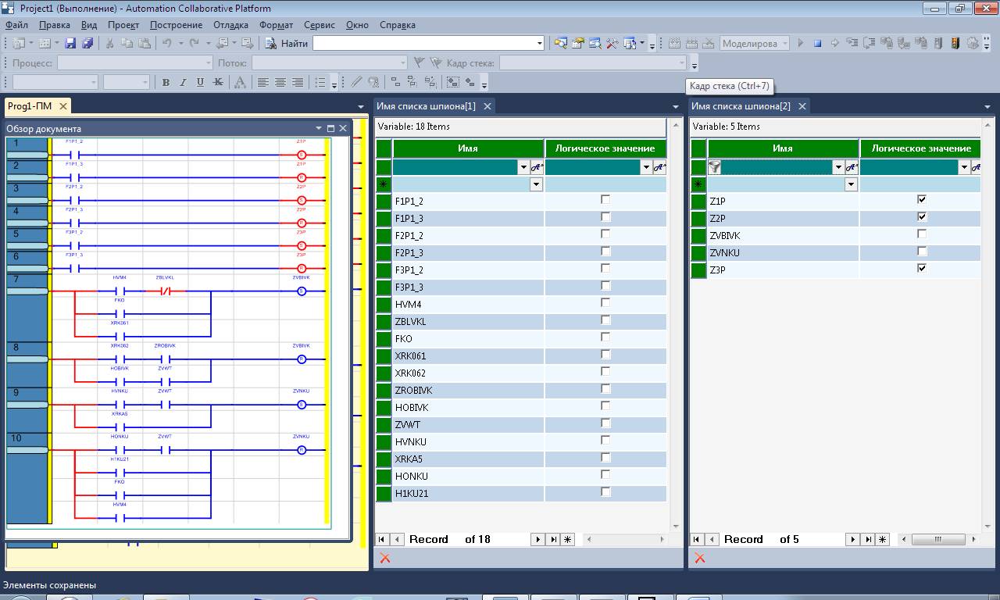 Project1 (Выполнение) - Automation Collaborative Platform
Файл Правка Вид Проект Построение Отладка Формат Сервис Окно Справка
Найти Моделирова
Процесс: Поток: Кадр стека:
B I U K A
Кадр стека (Ctrl+7)
Prog1-ПМ
Обзор документа
1 F1P1_2 Z1P S
2 F1P1_3 Z1P R
3 F2P1_2 Z2P S
4 F2P1_3 Z2P R
5 F3P1_2 Z3P S
6 F3P1_3 Z3P R
7 HVM4 ZBLVKL ZVBIVK S
FKO
XRK061
8 XRK062 ZROBIVK ZVBIVK R
HOBIVK ZVWT
9 HVNKU ZVWT ZVNKU S
XRKA5
10 HONKU ZVWT ZVNKU R
H1KU21
FKO
HVM4
Имя списка шпиона[1]
Variable: 18 Items
Имя Логическое значение
F1P1_2
F1P1_3
F2P1_2
F2P1_3
F3P1_2
F3P1_3
HVM4
ZBLVKL
FKO
XRK061
XRK062
ZROBIVK
HOBIVK
ZVWT
HVNKU
XRKA5
HONKU
H1KU21
Record of 18
Имя списка шпиона[2]
Variable: 5 Items
Имя Логическое значение
Z1P
Z2P
ZVBIVK
ZVNKU
Z3P
Record of 5
Элементы сохранены